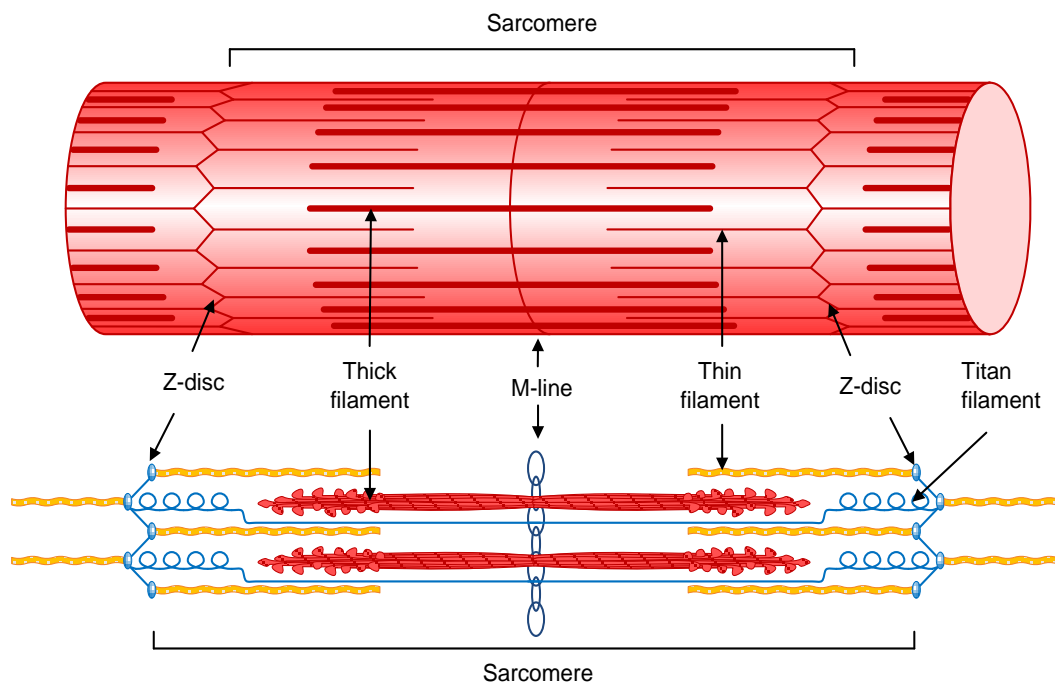 Sarcomere
Z-disc
Thick
filament
M-line
Thin
filament
Z-disc
Titan
filament
Sarcomere